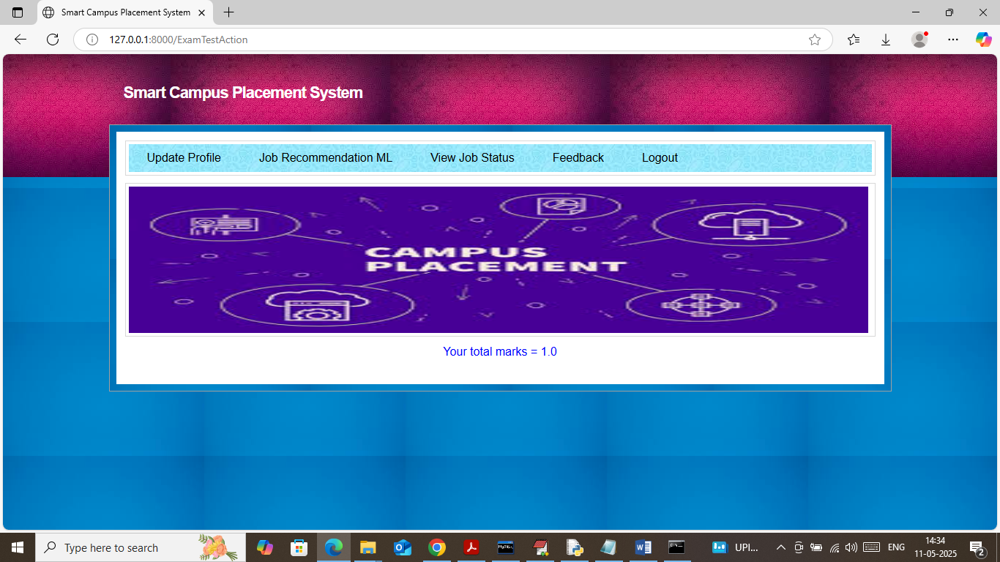 Smart Campus Placement System
127.0.0.1:8000/ExamTestAction
Smart Campus Placement System
Update Profile Job Recommendation ML View Job Status Feedback Logout
CAMPUS
PLACEMENT
Your total marks = 1.0
Type here to search
UPI...
ENG
14:34
11-05-2025
2